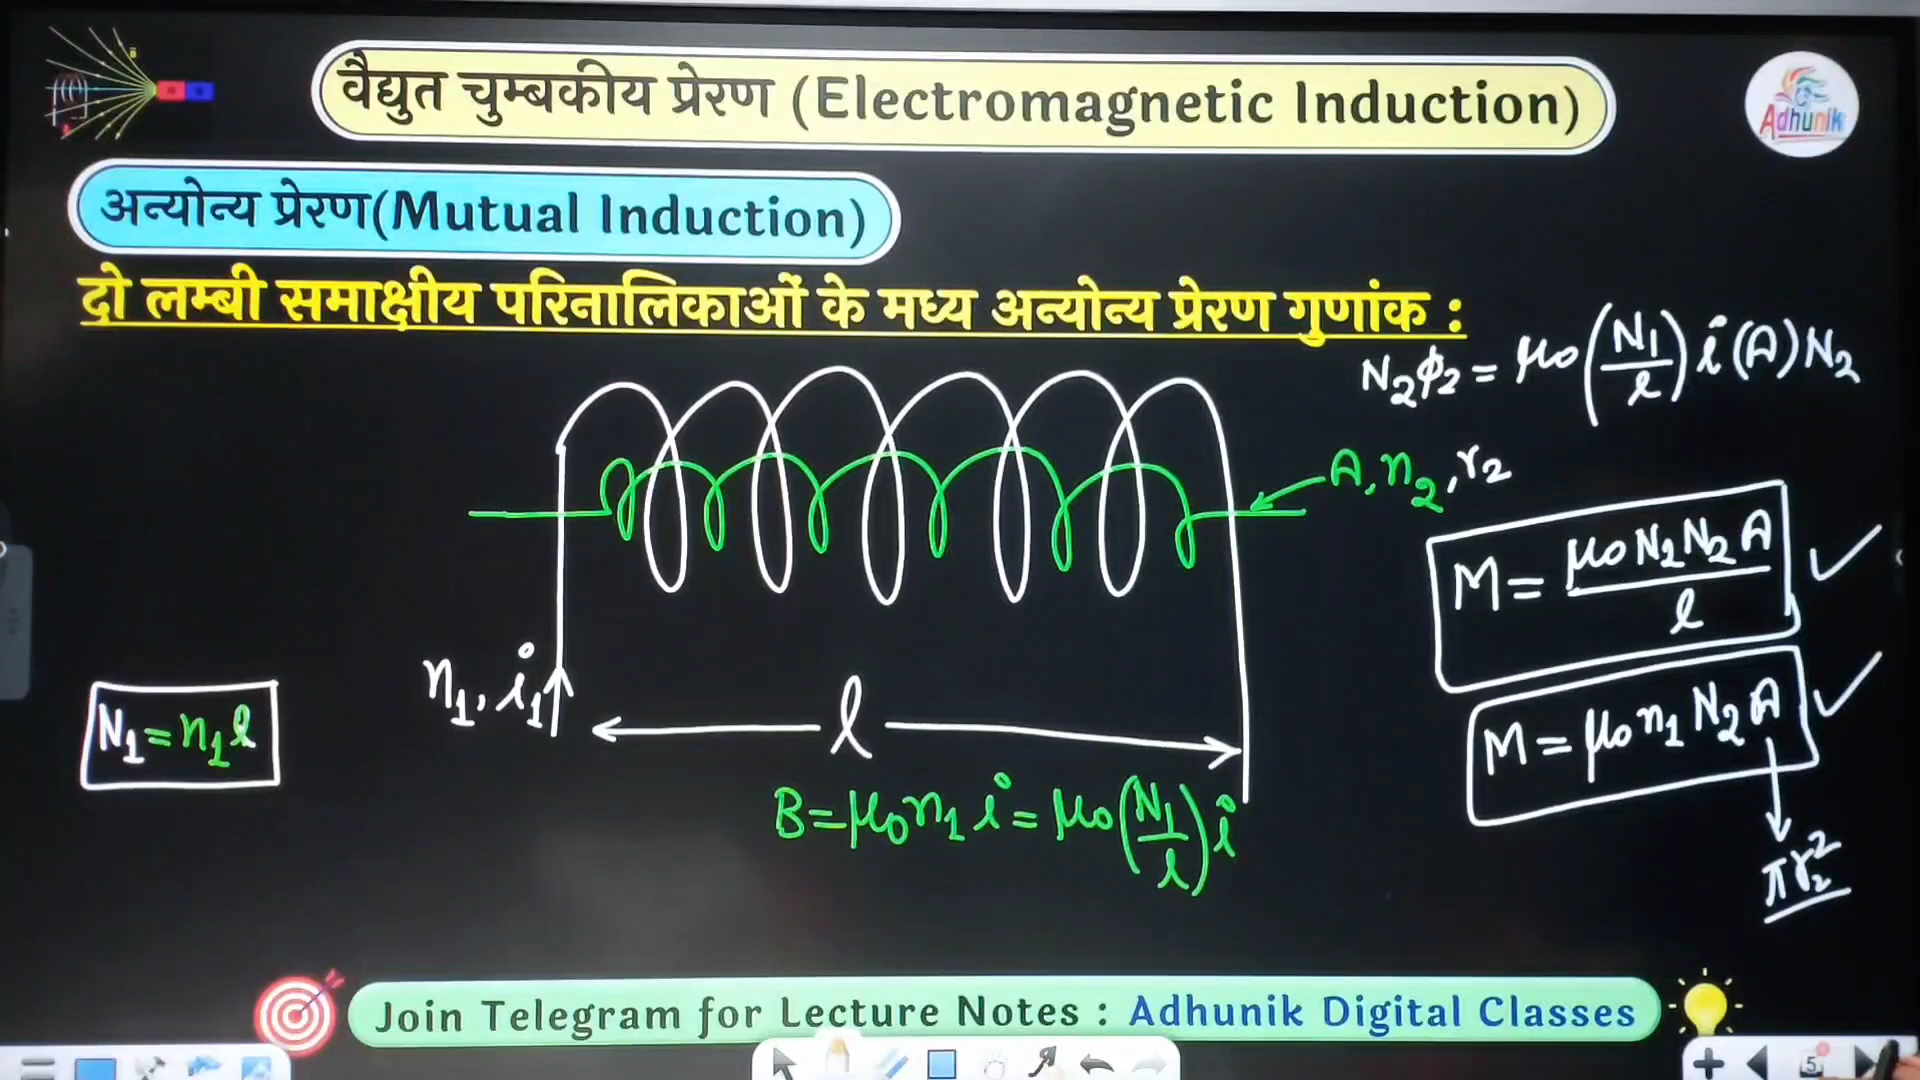 वैद्युत चुम्बकीय प्रेरण (Electromagnetic Induction)
Adhunik
अन्योन्य प्रेरण(Mutual Induction)
दो लम्बी समाक्षीय परिनालिकाओं के मध्य अन्योन्य प्रेरण गुणांक :
N₂ϕ₂ = μ₀(N₁/l) i (A) N₂
A, n₂, r₂
M = μ₀N₁N₂A/l
n₁, i₁
l
N₁ = n₁l
M = μ₀n₁N₂A
B = μ₀n₁i = μ₀(N₁/l)i
πr₂²
Join Telegram for Lecture Notes : Adhunik Digital Classes
5